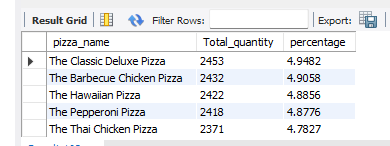 Result Grid Filter Rows: Export:
pizza_name Total_quantity percentage
The Classic Deluxe Pizza 2453 4.9482
The Barbecue Chicken Pizza 2432 4.9058
The Hawaiian Pizza 2422 4.8856
The Pepperoni Pizza 2418 4.8776
The Thai Chicken Pizza 2371 4.7827